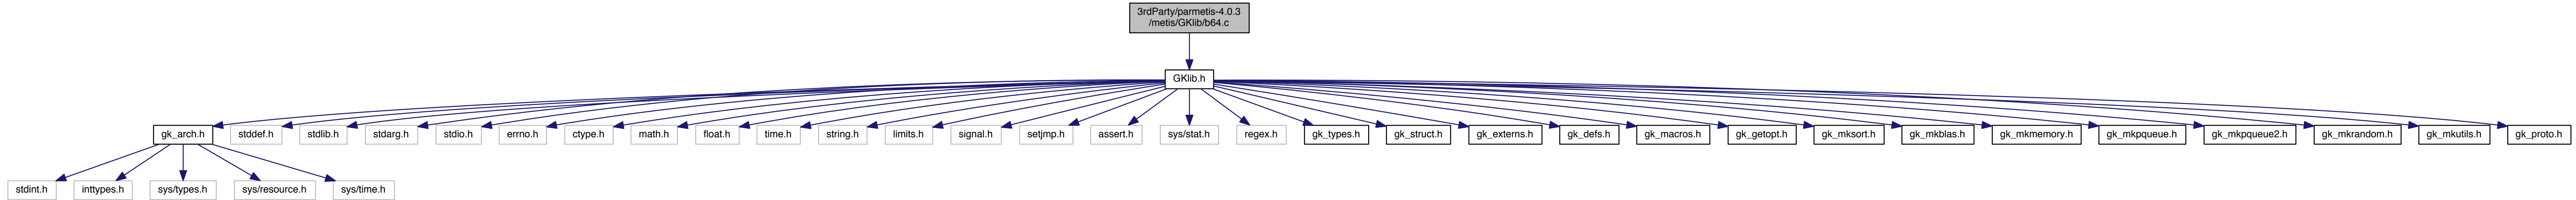 3rdParty/parmetis-4.0.3
/metis/GKlib/b64.c
GKlib.h
gk_arch.h
stddef.h
stdlib.h
stdarg.h
stdio.h
errno.h
ctype.h
math.h
float.h
time.h
string.h
limits.h
signal.h
setjmp.h
assert.h
sys/stat.h
regex.h
gk_types.h
gk_struct.h
gk_externs.h
gk_defs.h
gk_macros.h
gk_getopt.h
gk_mksort.h
gk_mkblas.h
gk_mkmemory.h
gk_mkpqueue.h
gk_mkpqueue2.h
gk_mkrandom.h
gk_mkutils.h
gk_proto.h
stdint.h
inttypes.h
sys/types.h
sys/resource.h
sys/time.h